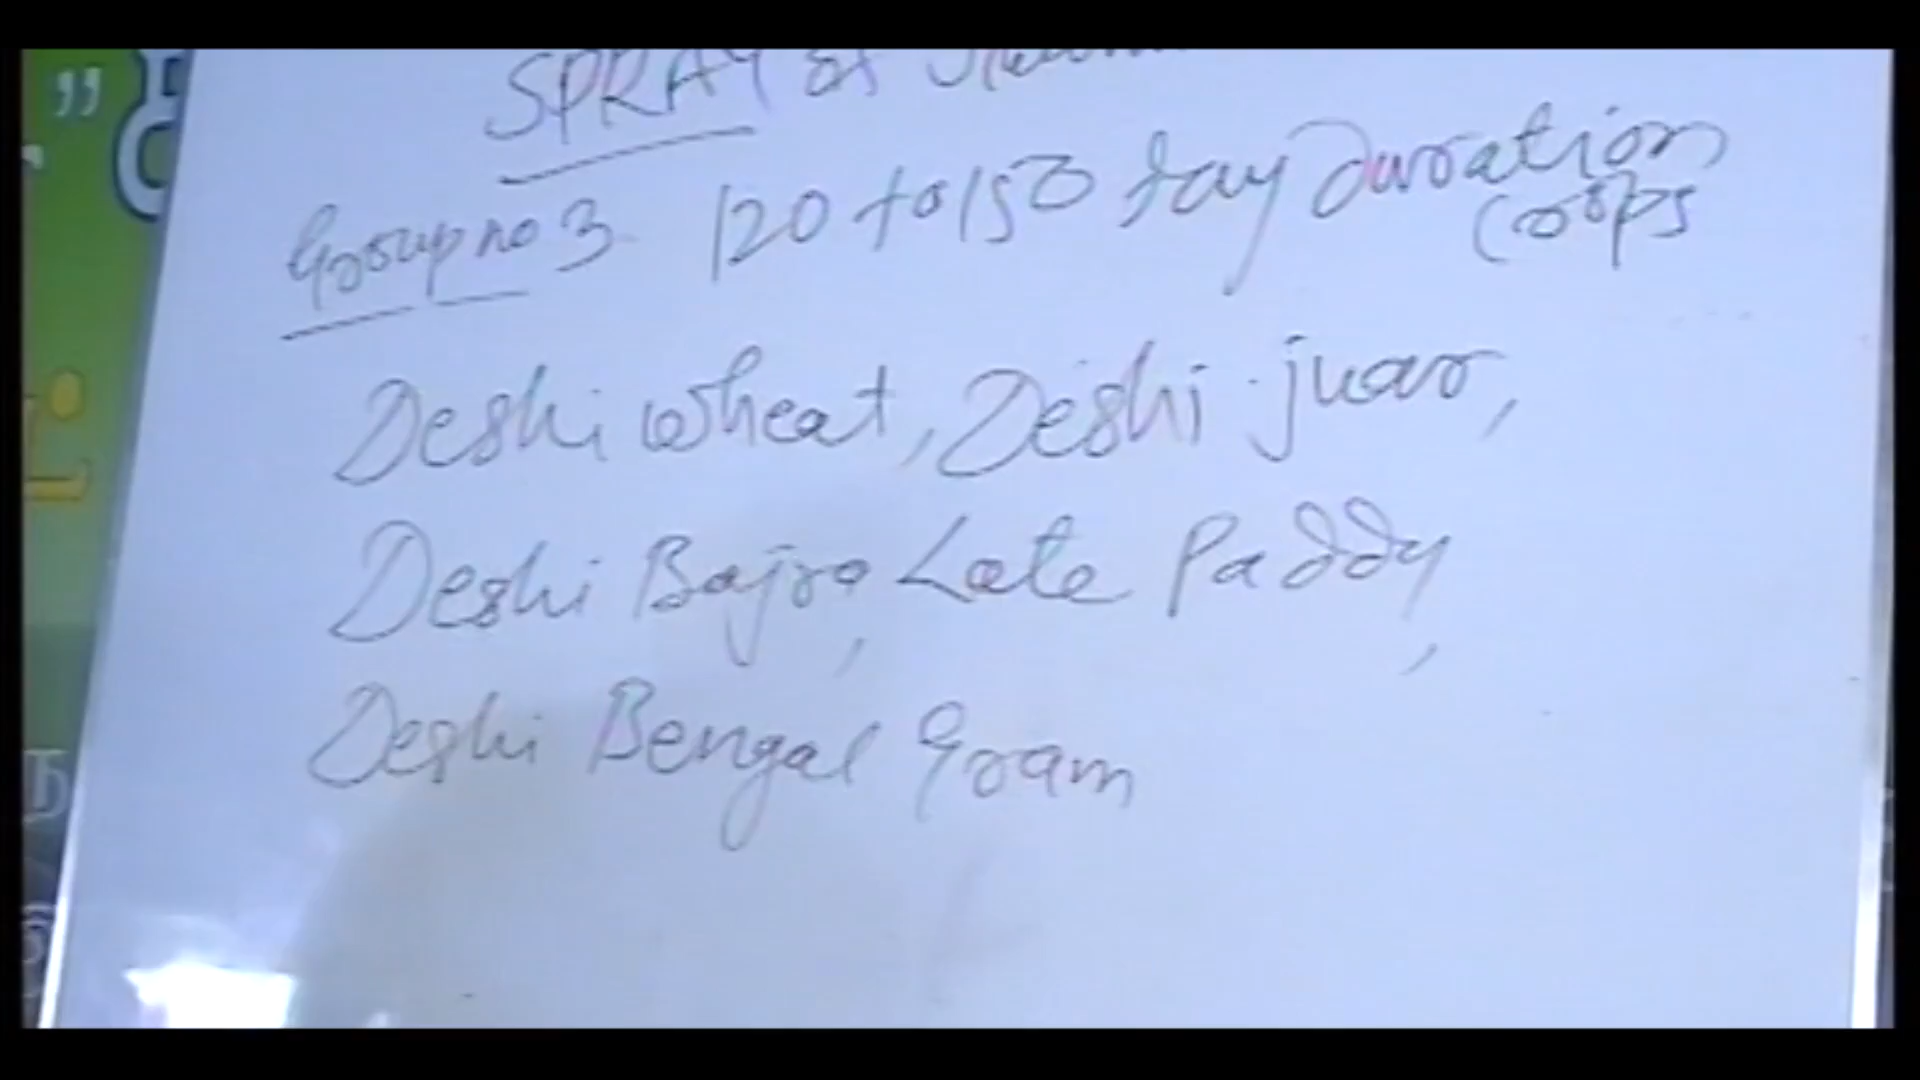 SPRAY of
Group no 3 120 to 150 day duration
Crops
Deshi wheat, Deshi juar,
Deshi Bajra, Late Paddy,
Deshi Bengal Gram